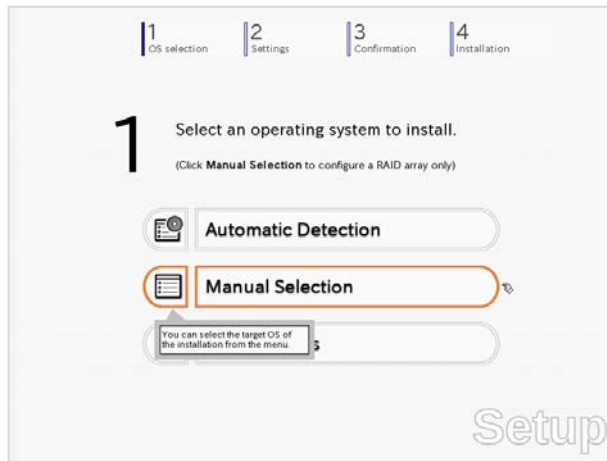 1
OS selection
2
Settings
3
Confirmation
4
Installation
1
Select an operating system to install.
(Click Manual Selection to configure a RAID array only)
Automatic Detection
Manual Selection
You can select the target OS of
the installation from the menu.
Setup